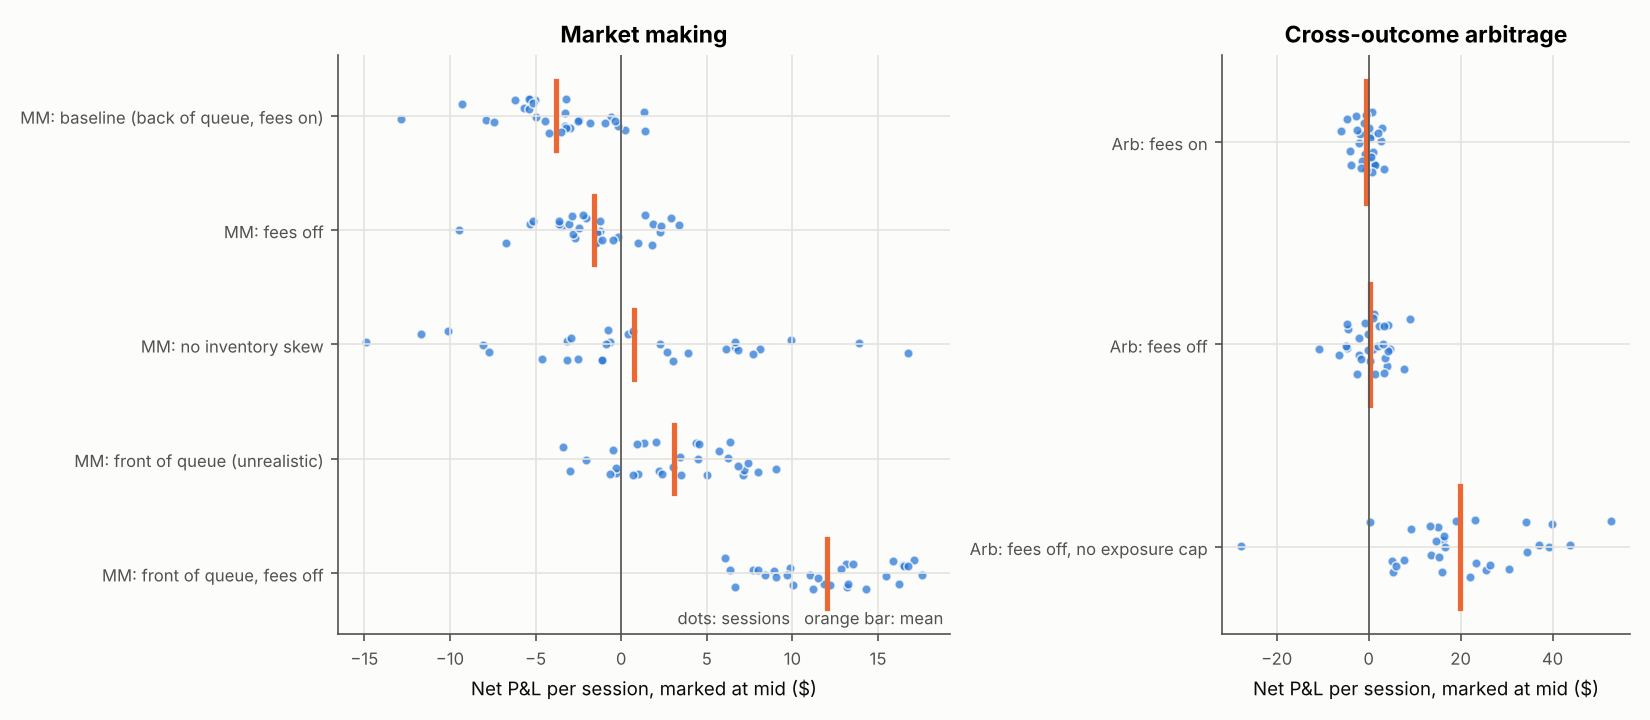 Market making
MM: baseline (back of queue, fees on)
MM: fees off
MM: no inventory skew
MM: front of queue (unrealistic)
MM: front of queue, fees off
dots: sessions   orange bar: mean
−15 −10 −5 0 5 10 15
Net P&L per session, marked at mid ($)
Cross-outcome arbitrage
Arb: fees on
Arb: fees off
Arb: fees off, no exposure cap
−20 0 20 40
Net P&L per session, marked at mid ($)